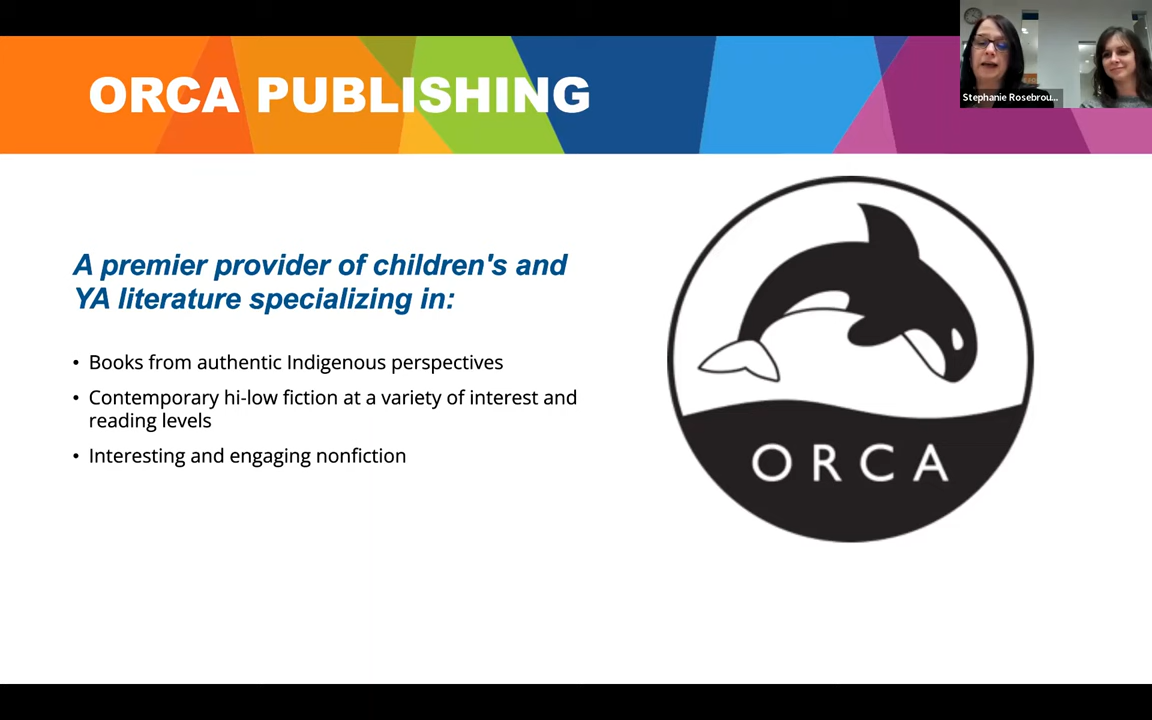 ORCA PUBLISHING
Stephanie Rosebrou...
A premier provider of children's and
YA literature specializing in:
• Books from authentic Indigenous perspectives
• Contemporary hi-low fiction at a variety of interest and
reading levels
• Interesting and engaging nonfiction
ORCA